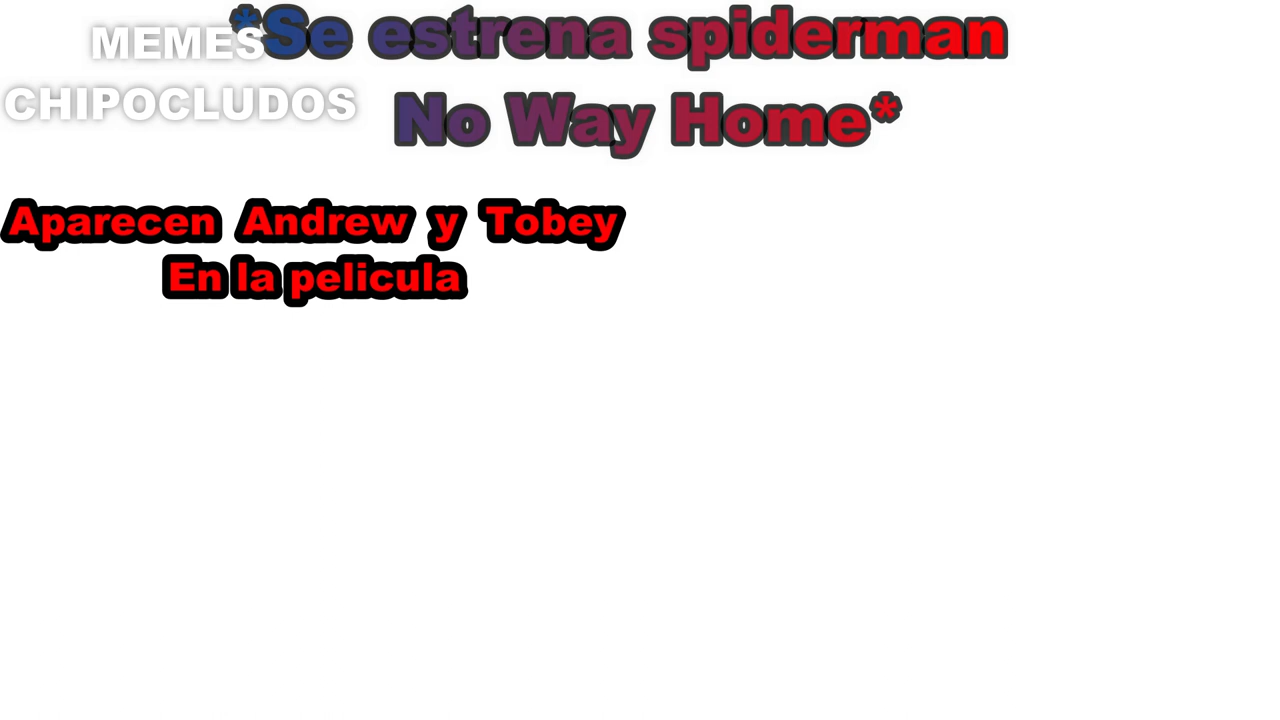 MEMES
CHIPOCLUDOS
*Se estrena spiderman
No Way Home*
Aparecen Andrew y Tobey
En la pelicula